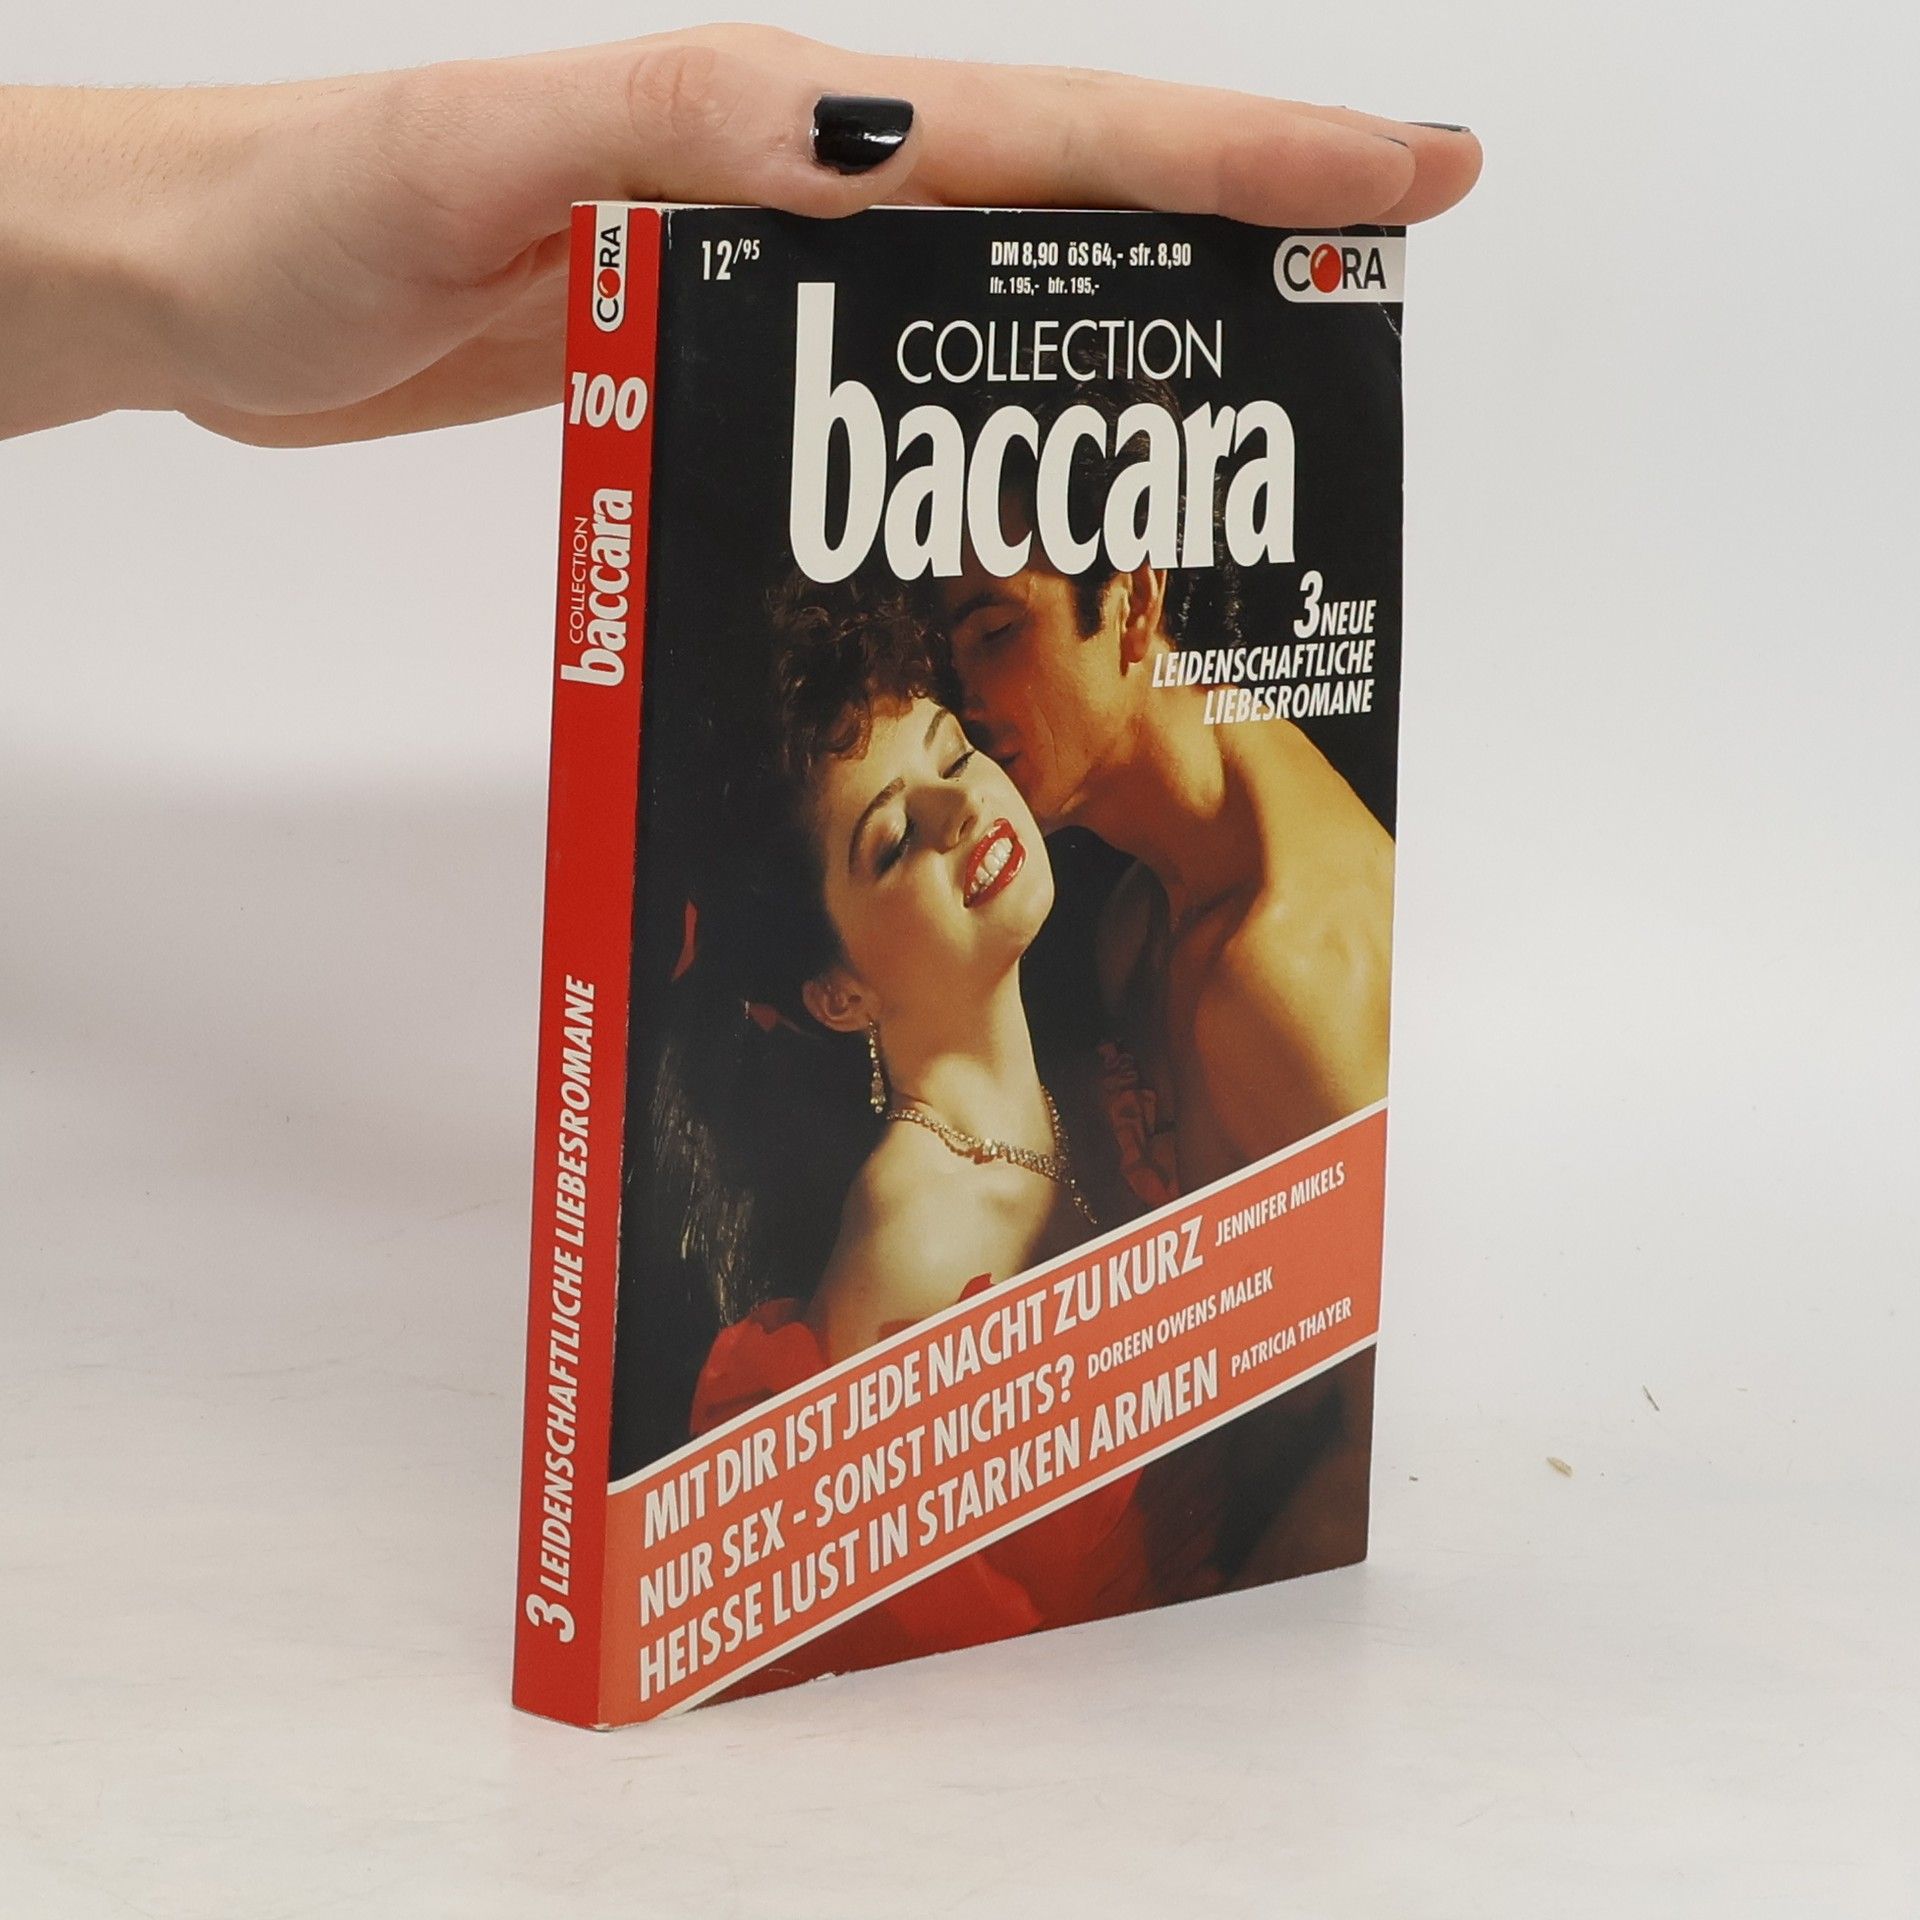 CORA
100
COLLECTION
baccara
3 LEIDENSCHAFTLICHE LIEBESROMANE
12/95
DM 8,90 öS 64,- sfr. 8,90
lfr. 195,- bfr. 195,-
CORA
COLLECTION
baccara
3 NEUE
LEIDENSCHAFTLICHE
LIEBESROMANE
MIT DIR IST JEDE NACHT ZU KURZ JENNIFER MIKELS
NUR SEX - SONST NICHTS? DOREEN OWENS MALEK
HEISSE LUST IN STARKEN ARMEN PATRICIA THAYER